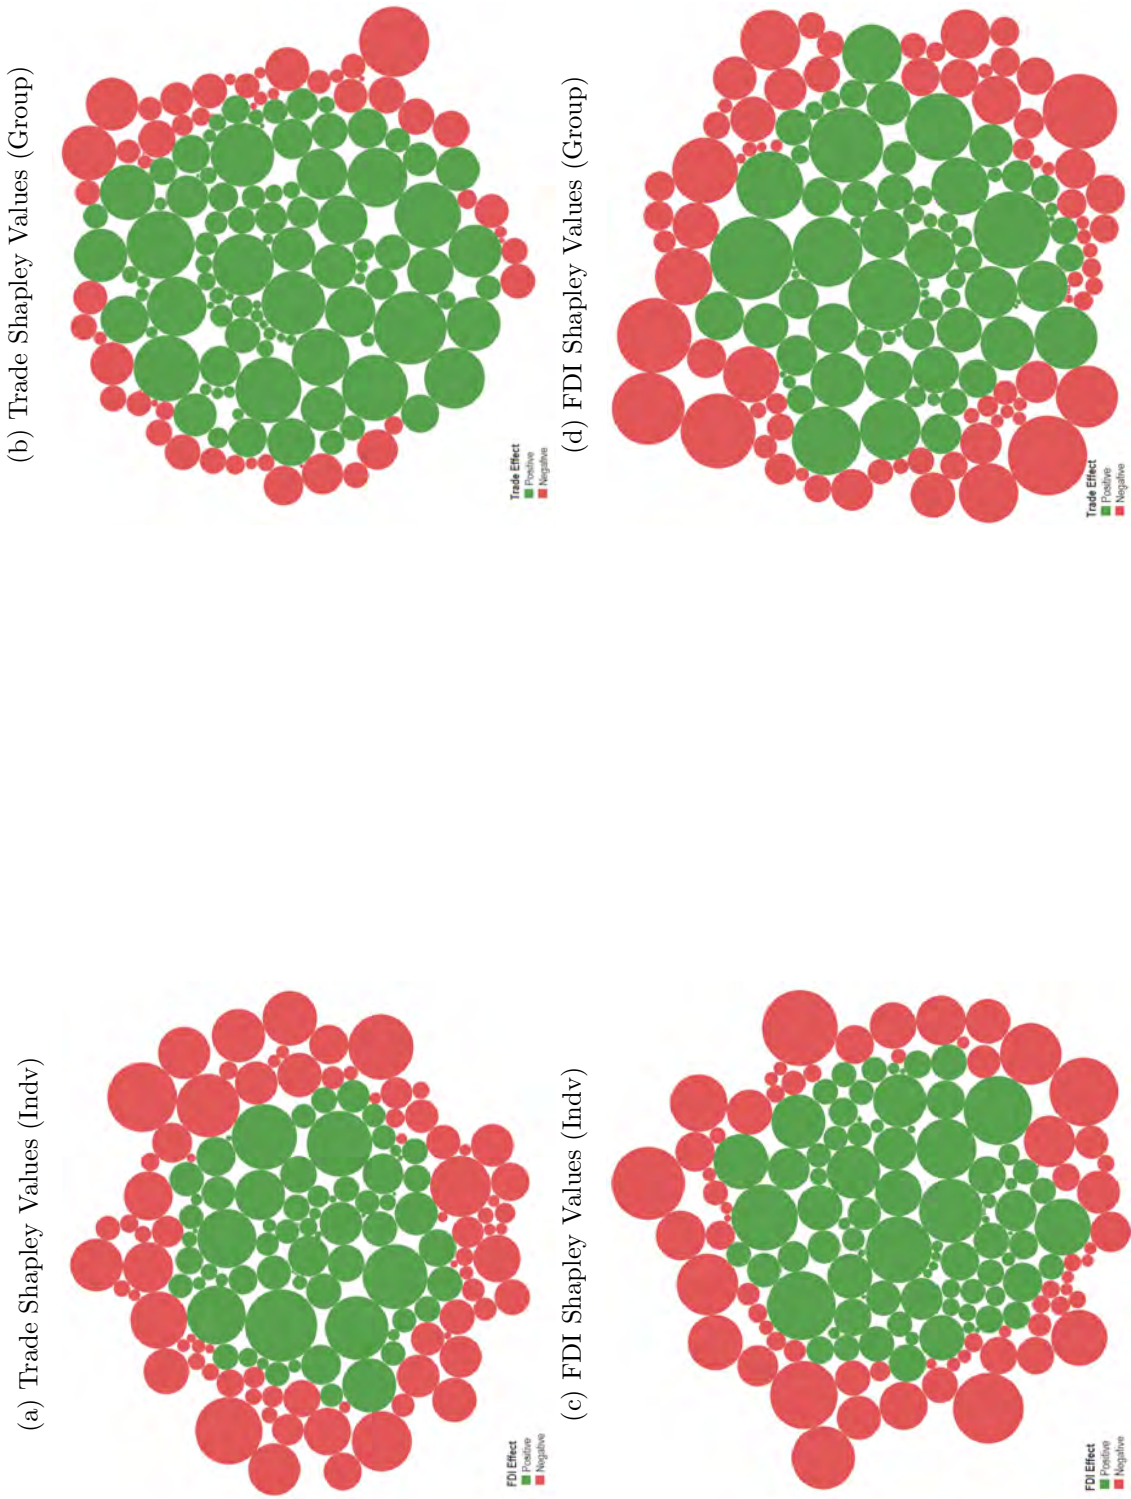 (a) Trade Shapley Values (Indv)
FDI Effect
Positive
Negative
(b) Trade Shapley Values (Group)
Trade Effect
Positive
Negative
(c) FDI Shapley Values (Indv)
FDI Effect
Positive
Negative
(d) FDI Shapley Values (Group)
Trade Effect
Positive
Negative